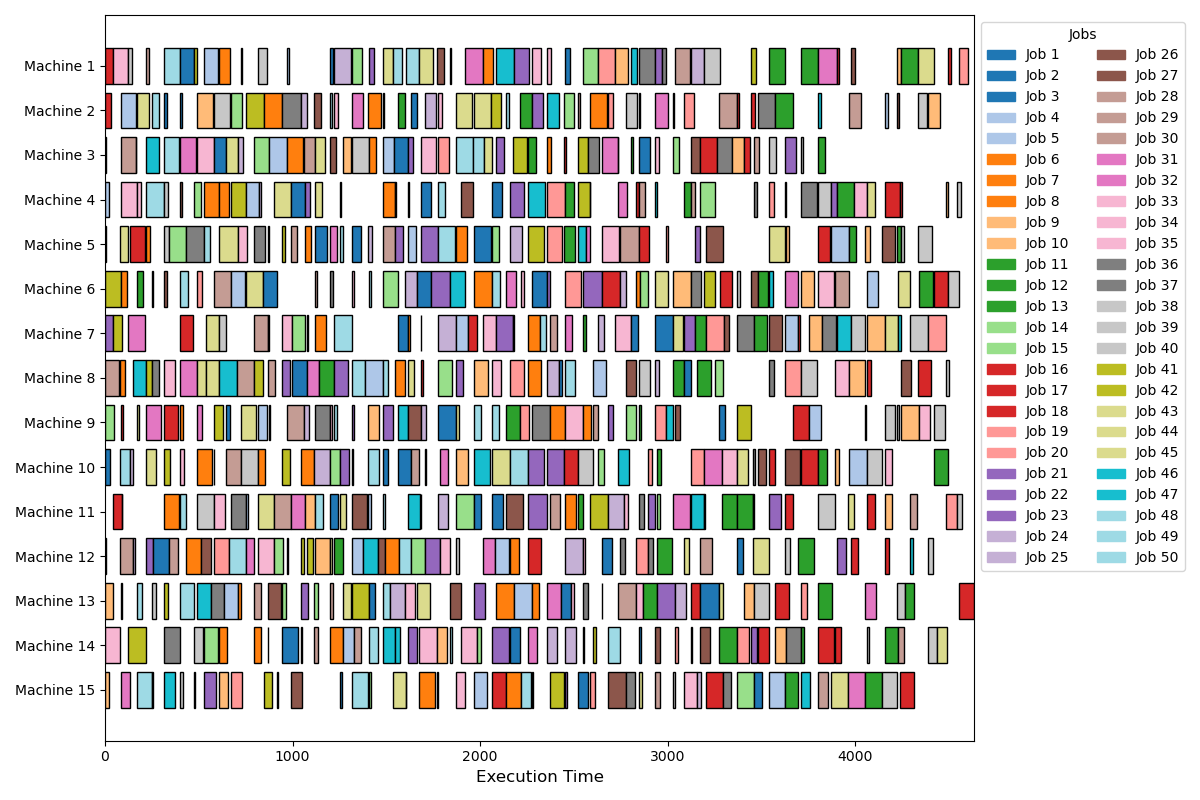 Machine 1
Machine 2
Machine 3
Machine 4
Machine 5
Machine 6
Machine 7
Machine 8
Machine 9
Machine 10
Machine 11
Machine 12
Machine 13
Machine 14
Machine 15
0 1000 2000 3000 4000
Execution Time
Jobs
Job 1
Job 2
Job 3
Job 4
Job 5
Job 6
Job 7
Job 8
Job 9
Job 10
Job 11
Job 12
Job 13
Job 14
Job 15
Job 16
Job 17
Job 18
Job 19
Job 20
Job 21
Job 22
Job 23
Job 24
Job 25
Job 26
Job 27
Job 28
Job 29
Job 30
Job 31
Job 32
Job 33
Job 34
Job 35
Job 36
Job 37
Job 38
Job 39
Job 40
Job 41
Job 42
Job 43
Job 44
Job 45
Job 46
Job 47
Job 48
Job 49
Job 50